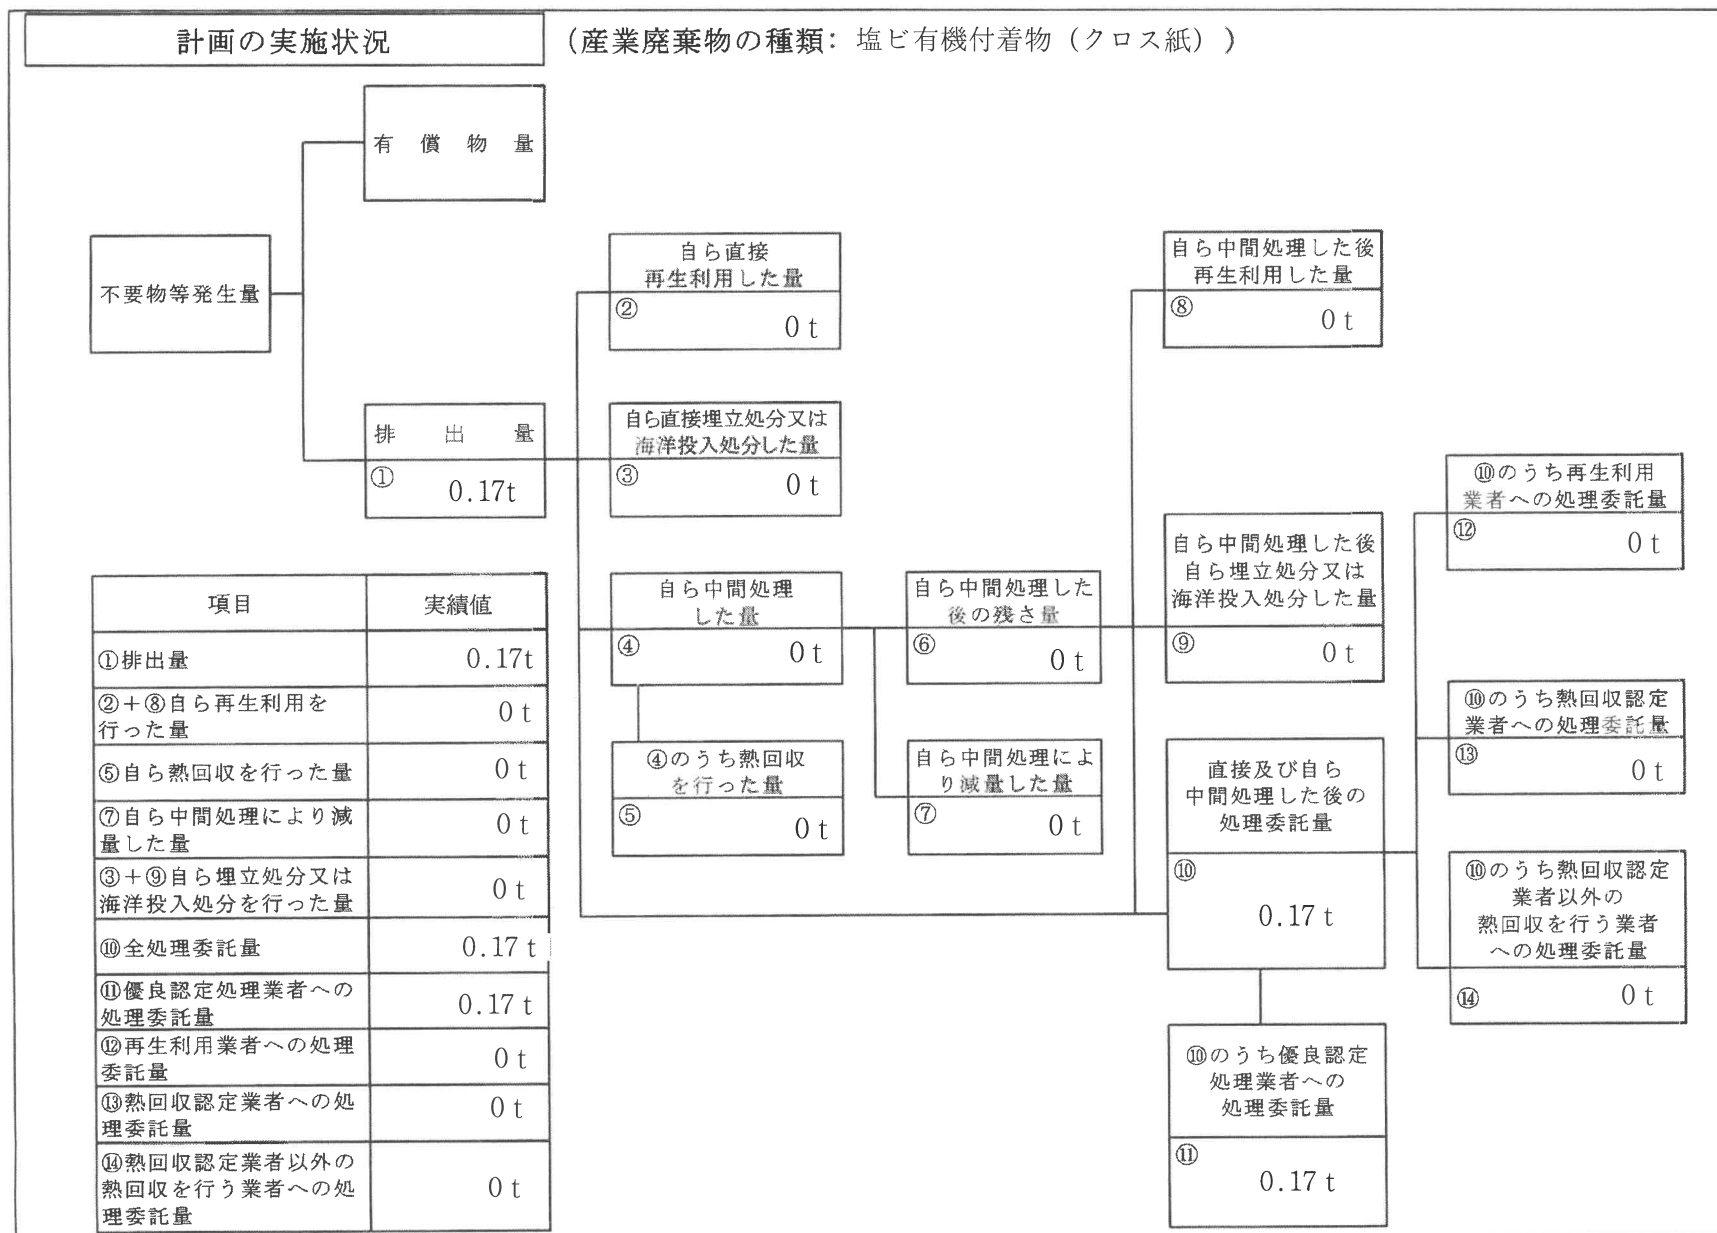 計画の実施状況
（産業廃棄物の種類：塩ビ有機付着物（クロス紙））
有償物量
不要物等発生量
排出量
①
0.17t
自ら直接
再生利用した量
②
0t
自ら直接埋立処分又は
海洋投入処分した量
③
0t
自ら中間処理
した量
④
0t
④のうち熱回収
を行った量
⑤
0t
自ら中間処理した
後の残さ量
⑥
0t
自ら中間処理によ
り減量した量
⑦
0t
自ら中間処理した後
再生利用した量
⑧
0t
自ら中間処理した後
自ら埋立処分又は
海洋投入処分した量
⑨
0t
直接及び自ら
中間処理した後の
処理委託量
⑩
0.17t
⑩のうち優良認定
処理業者への
処理委託量
⑪
0.17t
⑩のうち再生利用
業者への処理委託量
⑫
0t
⑩のうち熱回収認定
業者への処理委託量
⑬
0t
⑩のうち熱回収認定
業者以外の
熱回収を行う業者
への処理委託量
⑭
0t
項目 実績値
①排出量 0.17t
②＋⑧自ら再生利用を
行った量
0t
⑤自ら熱回収を行った量 0t
⑦自ら中間処理により減
量した量
0t
③＋⑨自ら埋立処分又は
海洋投入処分を行った量
0t
⑩全処理委託量 0.17t
⑪優良認定処理業者への
処理委託量
0.17t
⑫再生利用業者への処理
委託量
0t
⑬熱回収認定業者への処
理委託量
0t
⑭熱回収認定業者以外の
熱回収を行う業者への処
理委託量
0t